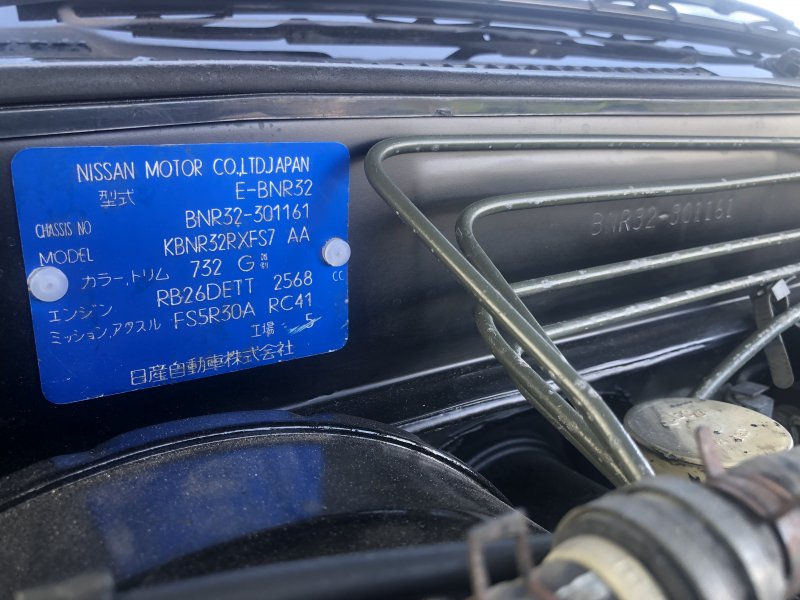 NISSAN MOTOR CO.,LTD.JAPAN
型式 E-BNR32
CHASSIS NO BNR32-301161
MODEL KBNR32RXFS7 AA
カラー,トリム 732 G
エンジン RB26DETT 2568 CC
ミッション,アクスル FS5R30A RC41
工場 5
日産自動車株式会社
BNR32-301161